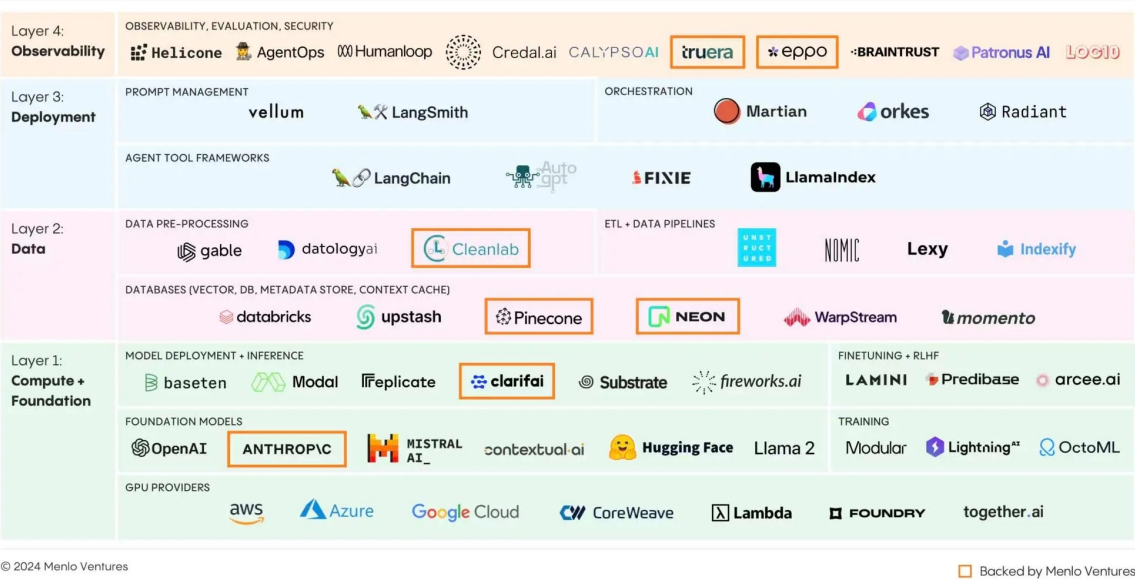 Layer 4:
Observability
OBSERVABILITY, EVALUATION, SECURITY
Helicone AgentOps Humanloop Credal.ai CALYPSOAI truera eppo BRAINTRUST Patronus AI LOG10
Layer 3:
Deployment
PROMPT MANAGEMENT
vellum LangSmith
ORCHESTRATION
Martian orkes Radiant
AGENT TOOL FRAMEWORKS
LangChain Auto gpt FIXIE LlamaIndex
Layer 2:
Data
DATA PRE-PROCESSING
gable datologyai Cleanlab
ETL + DATA PIPELINES
UNST
RUCT
URED
NOMIC Lexy Indexify
DATABASES (VECTOR, DB, METADATA STORE, CONTEXT CACHE)
databricks upstash Pinecone NEON WarpStream momento
Layer 1:
Compute +
Foundation
MODEL DEPLOYMENT + INFERENCE
baseten Modal replicate clarifai Substrate fireworks.ai
FINETUNING + RLHF
LAMINI Predibase arcee.ai
FOUNDATION MODELS
OpenAI ANTHROP\C MISTRAL AI_ contextual·ai Hugging Face Llama 2
TRAINING
Modular LightningAI OctoML
GPU PROVIDERS
aws Azure Google Cloud CoreWeave Lambda FOUNDRY together.ai
© 2024 Menlo Ventures
Backed by Menlo Ventures